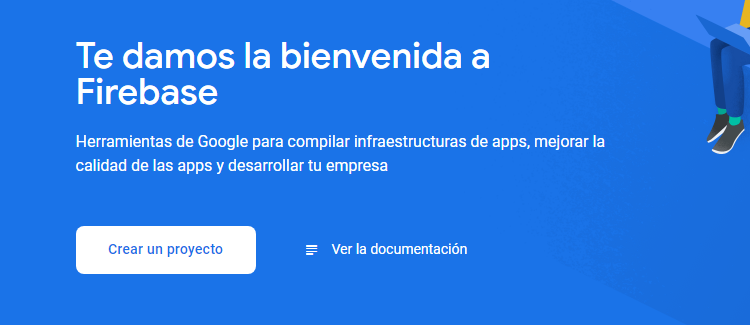 Te damos la bienvenida a
Firebase
Herramientas de Google para compilar infraestructuras de apps, mejorar la
calidad de las apps y desarrollar tu empresa
Crear un proyecto
Ver la documentación